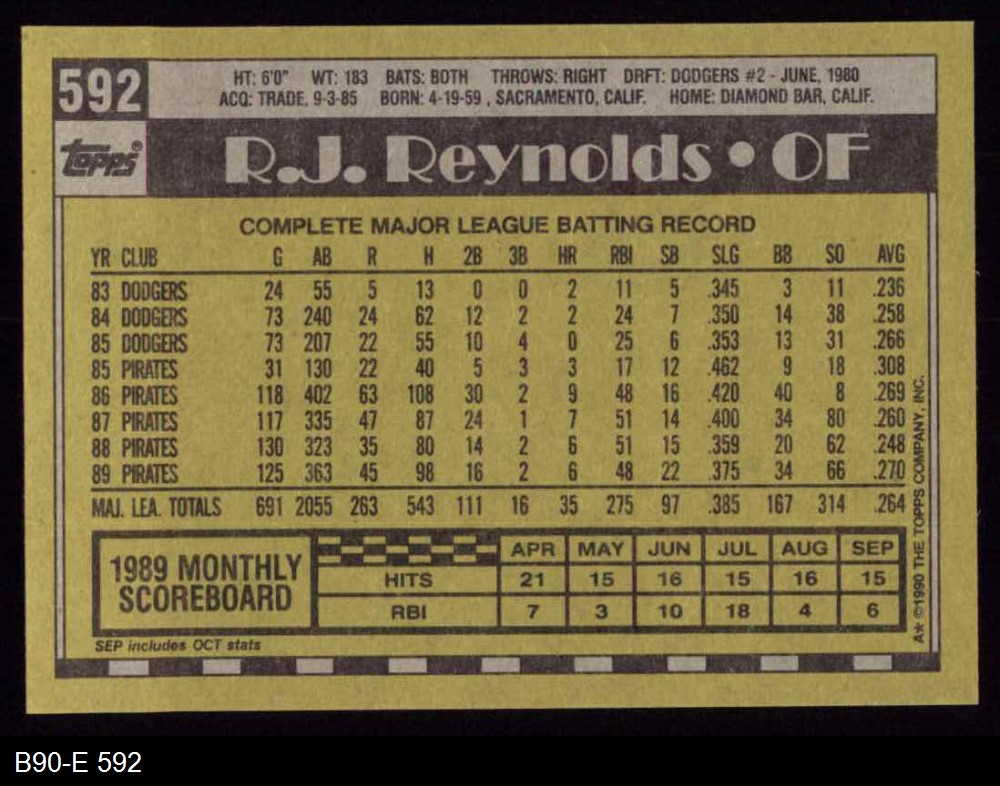 592
HT: 6'0" WT: 183 BATS: BOTH THROWS: RIGHT DRFT: DODGERS #2 - JUNE, 1980
ACQ: TRADE, 9-3-85 BORN: 4-19-59 , SACRAMENTO, CALIF. HOME: DIAMOND BAR, CALIF.
topps®
R.J. Reynolds • OF
COMPLETE MAJOR LEAGUE BATTING RECORD
YR CLUB G AB R H 2B 3B HR RBI SB SLG BB SO AVG
83 DODGERS 24 55 5 13 0 0 2 11 5 .345 3 11 .236
84 DODGERS 73 240 24 62 12 2 2 24 7 .350 14 38 .258
85 DODGERS 73 207 22 55 10 4 0 25 6 .353 13 31 .266
85 PIRATES 31 130 22 40 5 3 3 17 12 .462 9 18 .308
86 PIRATES 118 402 63 108 30 2 9 48 16 .420 40 8 .269
87 PIRATES 117 335 47 87 24 1 7 51 14 .400 34 80 .260
88 PIRATES 130 323 35 80 14 2 6 51 15 .359 20 62 .248
89 PIRATES 125 363 45 98 16 2 6 48 22 .375 34 66 .270
MAJ. LEA. TOTALS 691 2055 263 543 111 16 35 275 97 .385 167 314 .264
1989 MONTHLY
SCOREBOARD
APR MAY JUN JUL AUG SEP
HITS 21 15 16 15 16 15
RBI 7 3 10 18 4 6
SEP includes OCT stats
A★ ©1990 THE TOPPS COMPANY, INC.
B90-E 592